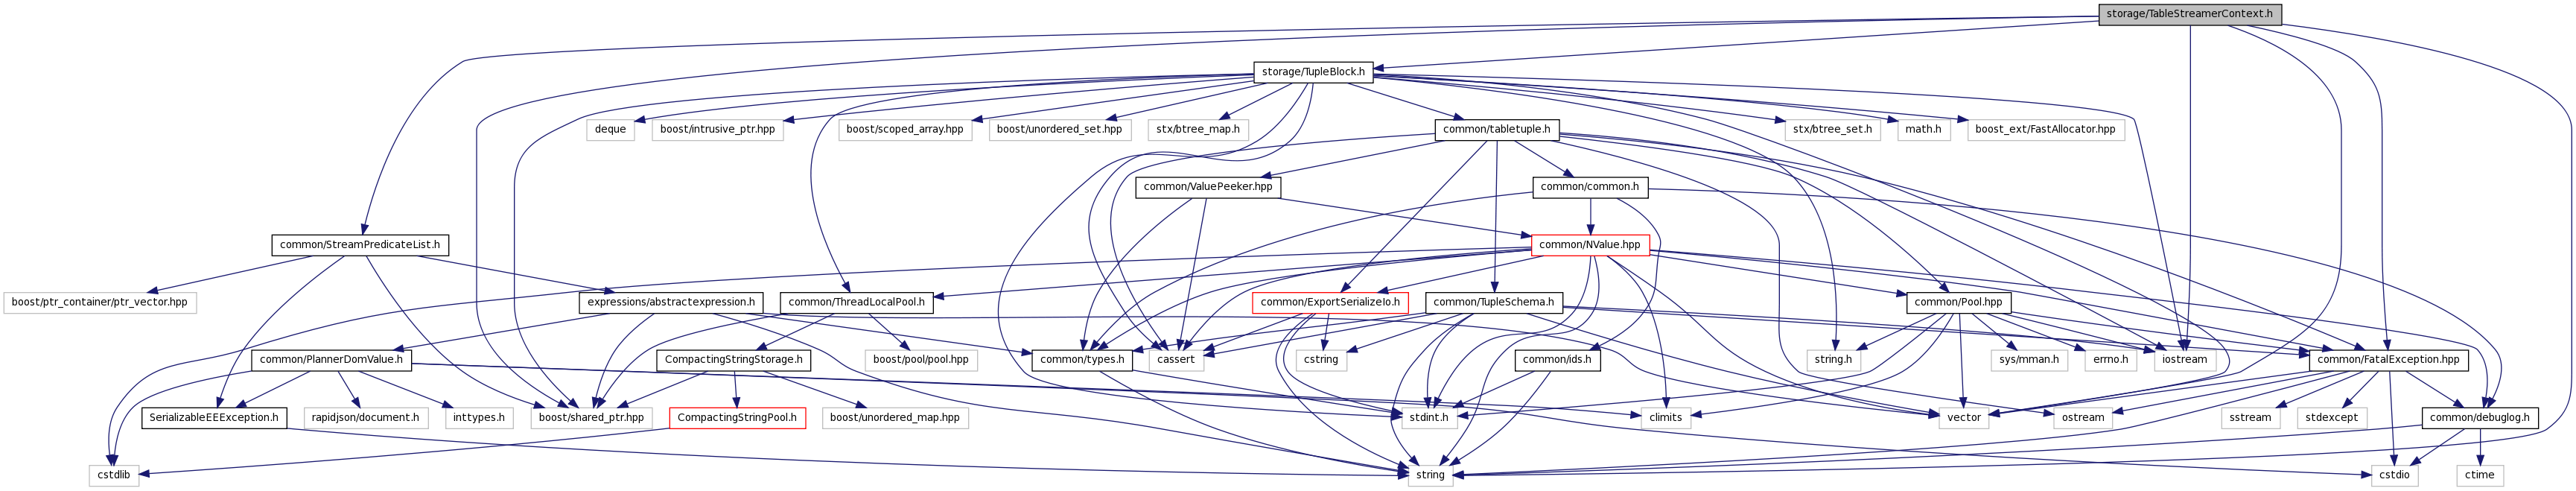 storage/TableStreamerContext.h
storage/TupleBlock.h
deque
boost/intrusive_ptr.hpp
boost/scoped_array.hpp
boost/unordered_set.hpp
stx/btree_map.h
common/tabletuple.h
stx/btree_set.h
math.h
boost_ext/FastAllocator.hpp
common/ValuePeeker.hpp
common/common.h
common/StreamPredicateList.h
common/NValue.hpp
boost/ptr_container/ptr_vector.hpp
expressions/abstractexpression.h
common/ThreadLocalPool.h
common/ExportSerializeIo.h
common/TupleSchema.h
common/Pool.hpp
common/PlannerDomValue.h
CompactingStringStorage.h
boost/pool/pool.hpp
common/types.h
cassert
cstring
common/ids.h
string.h
sys/mman.h
errno.h
iostream
common/FatalException.hpp
SerializableEEException.h
rapidjson/document.h
inttypes.h
boost/shared_ptr.hpp
CompactingStringPool.h
boost/unordered_map.hpp
stdint.h
climits
vector
ostream
sstream
stdexcept
common/debuglog.h
cstdlib
string
cstdio
ctime